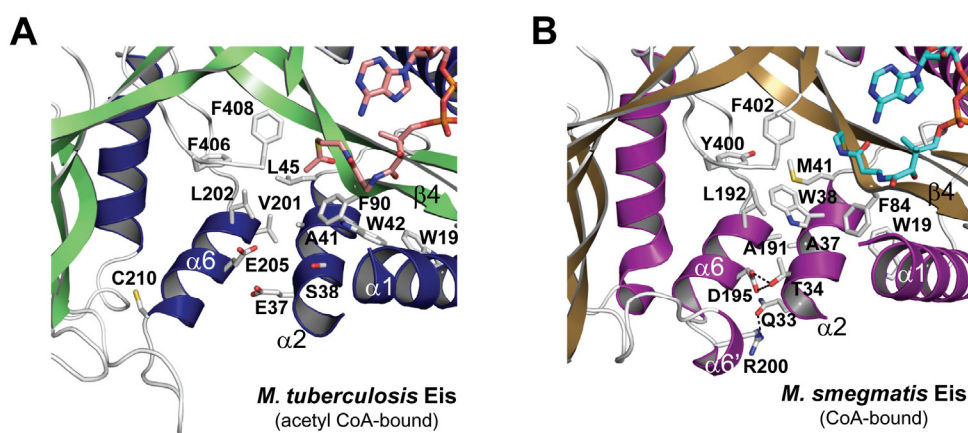 A
F408
F406
L45
L202
V201
F90
β4
W42
A41
W19
E205
C210
α6
S38
α1
E37
α2
M. tuberculosis Eis
(acetyl CoA-bound)
B
F402
Y400
M41
L192
W38
β4
F84
W19
A191
A37
α6
α1
D195
T34
Q33
α2
α6'
R200
M. smegmatis Eis
(CoA-bound)